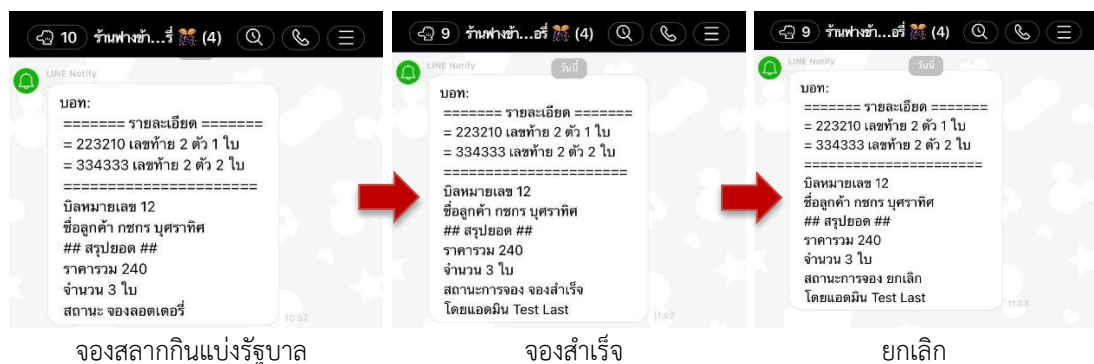 10 ร้านฟางข้า...รี่ (4)
LINE Notify
บอท:
======= รายละเอียด =======
= 223210 เลขท้าย 2 ตัว 1 ใบ
= 334333 เลขท้าย 2 ตัว 2 ใบ
======================
บิลหมายเลข 12
ชื่อลูกค้า กชกร บุศราทิศ
## สรุปยอด ##
ราคารวม 240
จำนวน 3 ใบ
สถานะ จองลอตเตอรี่
10:57
จองสลากกินแบ่งรัฐบาล
9 ร้านฟางข้า...อรี่ (4)
LINE Notify
วันนี้
บอท:
======= รายละเอียด =======
= 223210 เลขท้าย 2 ตัว 1 ใบ
= 334333 เลขท้าย 2 ตัว 2 ใบ
======================
บิลหมายเลข 12
ชื่อลูกค้า กชกร บุศราทิศ
## สรุปยอด ##
ราคารวม 240
จำนวน 3 ใบ
สถานะการจอง จองสำเร็จ
โดยแอดมิน Test Last
11:02
จองสำเร็จ
9 ร้านฟางข้า...อรี่ (4)
LINE Notify
วันนี้
บอท:
======= รายละเอียด =======
= 223210 เลขท้าย 2 ตัว 1 ใบ
= 334333 เลขท้าย 2 ตัว 2 ใบ
======================
บิลหมายเลข 12
ชื่อลูกค้า กชกร บุศราทิศ
## สรุปยอด ##
ราคารวม 240
จำนวน 3 ใบ
สถานะการจอง ยกเลิก
โดยแอดมิน Test Last
11:03
ยกเลิก